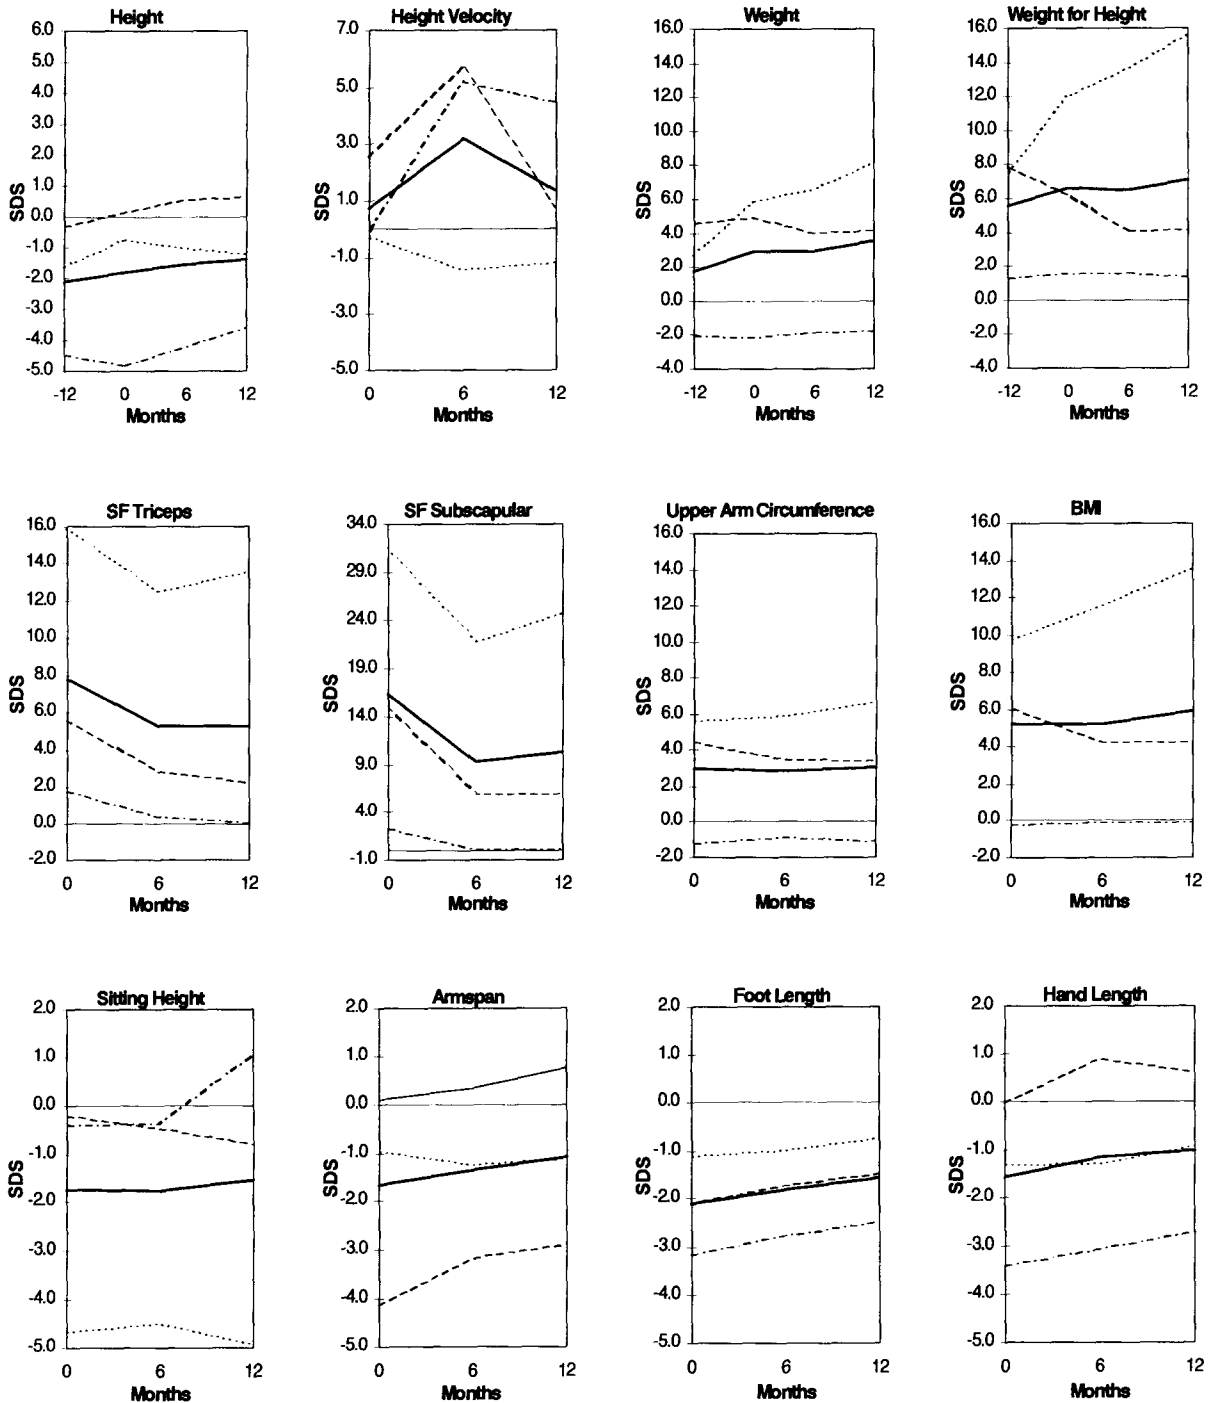 Height
6.0
5.0
4.0
3.0
2.0
1.0
0.0
-1.0
-2.0
-3.0
-4.0
-5.0
SDS
-12 0 6 12
Months
Height Velocity
7.0
5.0
3.0
1.0
-1.0
-3.0
-5.0
SDS
0 6 12
Months
Weight
16.0
14.0
12.0
10.0
8.0
6.0
4.0
2.0
0.0
-2.0
-4.0
SDS
-12 0 6 12
Months
Weight for Height
16.0
14.0
12.0
10.0
8.0
6.0
4.0
2.0
0.0
-2.0
-4.0
SDS
-12 0 6 12
Months
SF Triceps
16.0
14.0
12.0
10.0
8.0
6.0
4.0
2.0
0.0
-2.0
SDS
0 6 12
Months
SF Subscapular
34.0
29.0
24.0
19.0
14.0
9.0
4.0
-1.0
SDS
0 6 12
Months
Upper Arm Circumference
16.0
14.0
12.0
10.0
8.0
6.0
4.0
2.0
0.0
-2.0
SDS
0 6 12
Months
BMI
16.0
14.0
12.0
10.0
8.0
6.0
4.0
2.0
0.0
-2.0
SDS
0 6 12
Months
Sitting Height
2.0
1.0
0.0
-1.0
-2.0
-3.0
-4.0
-5.0
SDS
0 6 12
Months
Armspan
2.0
1.0
0.0
-1.0
-2.0
-3.0
-4.0
-5.0
SDS
0 6 12
Months
Foot Length
2.0
1.0
0.0
-1.0
-2.0
-3.0
-4.0
-5.0
SDS
0 6 12
Months
Hand Length
2.0
1.0
0.0
-1.0
-2.0
-3.0
-4.0
-5.0
SDS
0 6 12
Months